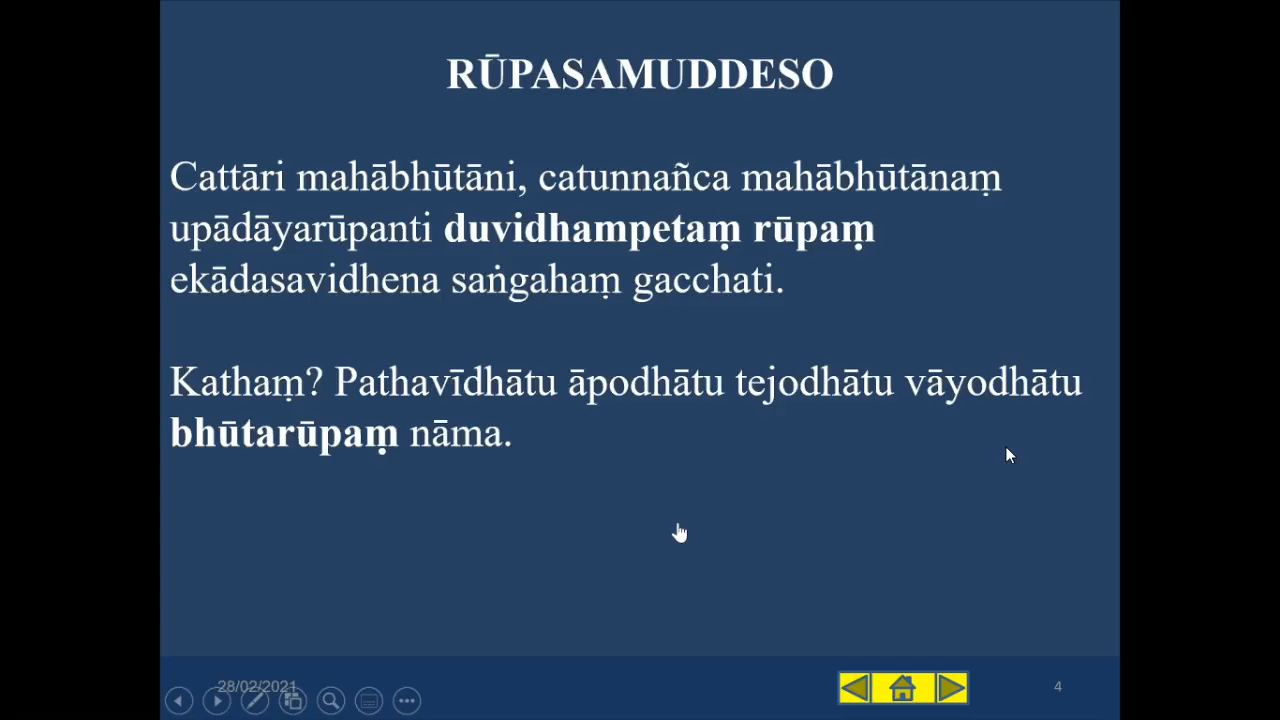 RŪPASAMUDDESO
Cattāri mahābhūtāni, catunnañca mahābhūtānaṃ
upādāyarūpanti duvidhampetaṃ rūpaṃ
ekādasavidhena saṅgahaṃ gacchati.
Kathaṃ? Pathavīdhātu āpodhātu tejodhātu vāyodhātu
bhūtarūpaṃ nāma.
28/02/2021
4